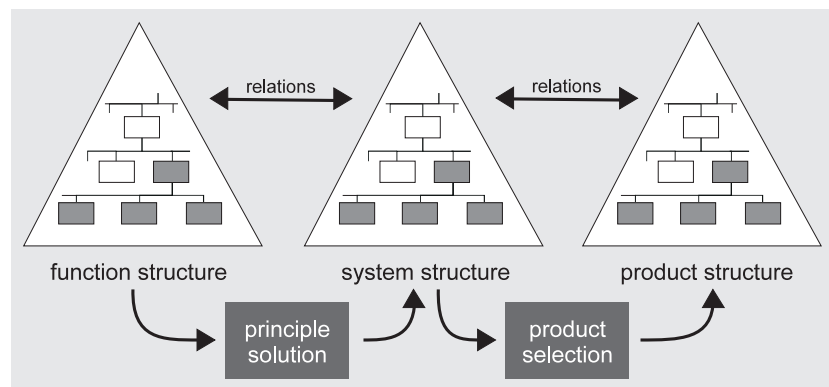 relations
relations
function structure
system structure
product structure
principle
solution
product
selection